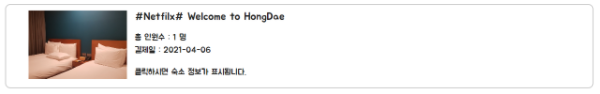 #Netfilx# Welcome to HongDae
총 인원수 : 1 명
결제일 : 2021-04-06
클릭하시면 숙소 정보가 표시됩니다.